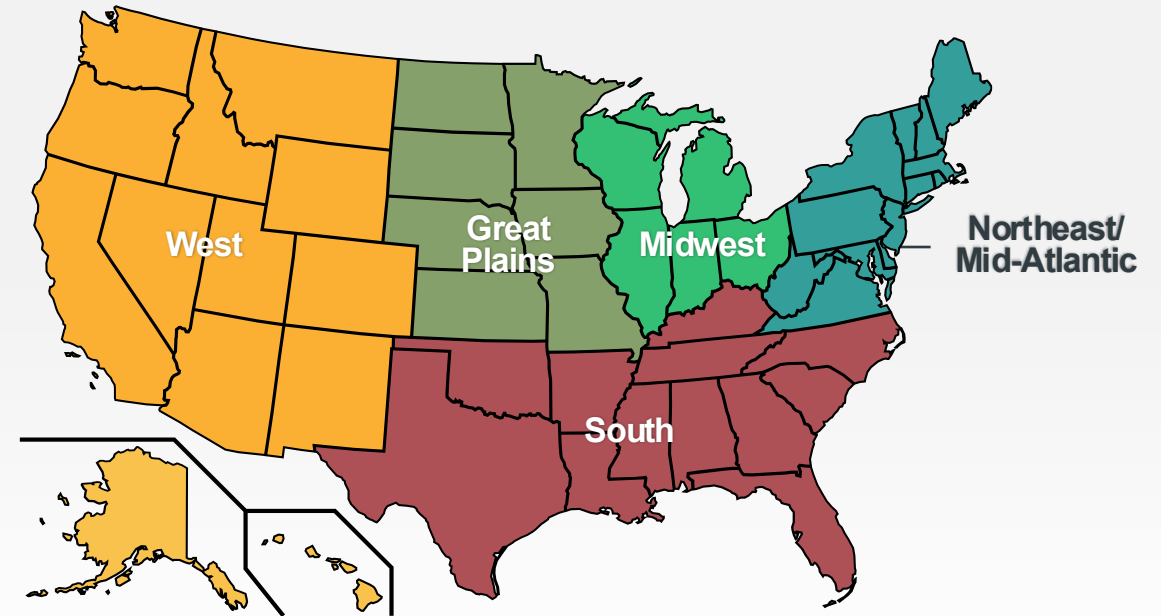 West
Great
Plains
Midwest
Northeast/
Mid-Atlantic
South